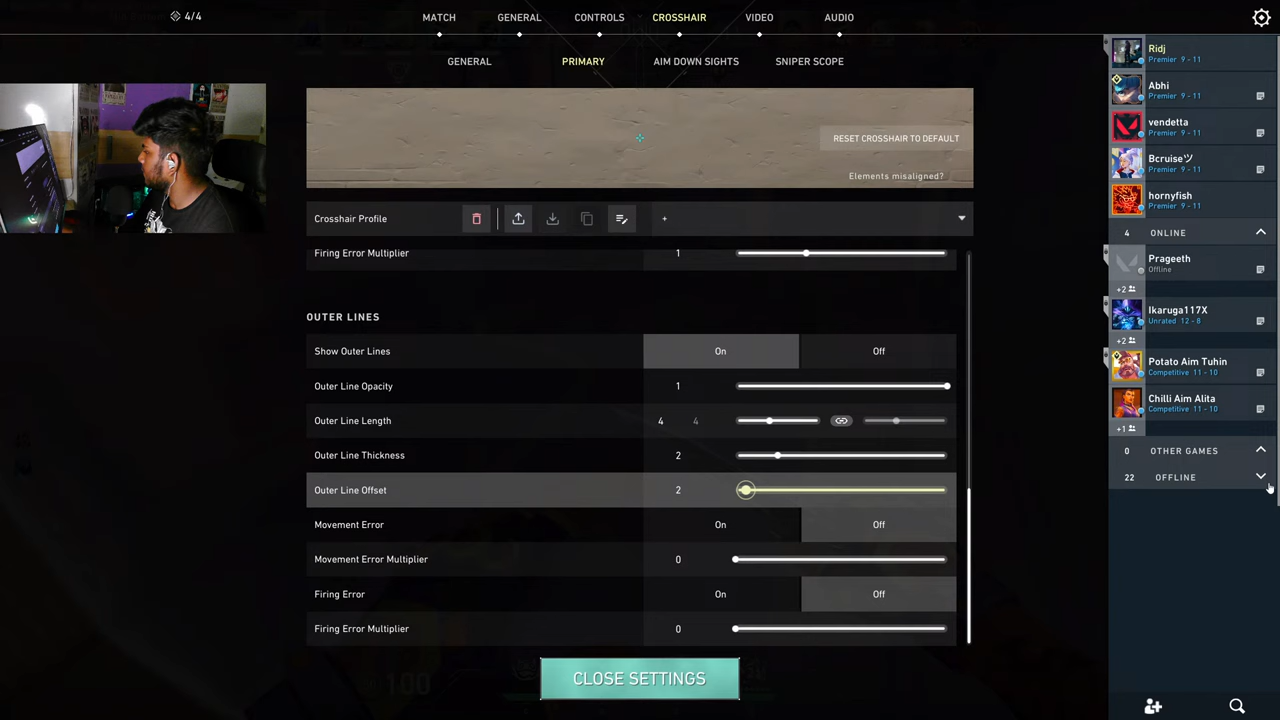 4/4
MATCH GENERAL CONTROLS CROSSHAIR VIDEO AUDIO
GENERAL PRIMARY AIM DOWN SIGHTS SNIPER SCOPE
RESET CROSSHAIR TO DEFAULT
Elements misaligned?
Crosshair Profile +
Firing Error Multiplier 1
OUTER LINES
Show Outer Lines On Off
Outer Line Opacity 1
Outer Line Length 4 4
Outer Line Thickness 2
Outer Line Offset 2
Movement Error On Off
Movement Error Multiplier 0
Firing Error On Off
Firing Error Multiplier 0
100
CLOSE SETTINGS
Ridj
Premier 9 - 11
Abhi
Premier 9 - 11
vendetta
Premier 9 - 11
Bcruiseツ
Premier 9 - 11
hornyfish
Premier 9 - 11
4 ONLINE
Prageeth
Offline
+2
Ikaruga117X
Unrated 12 - 8
+2
Potato Aim Tuhin
Competitive 11 - 10
Chilli Aim Alita
Competitive 11 - 10
+1
0 OTHER GAMES
22 OFFLINE